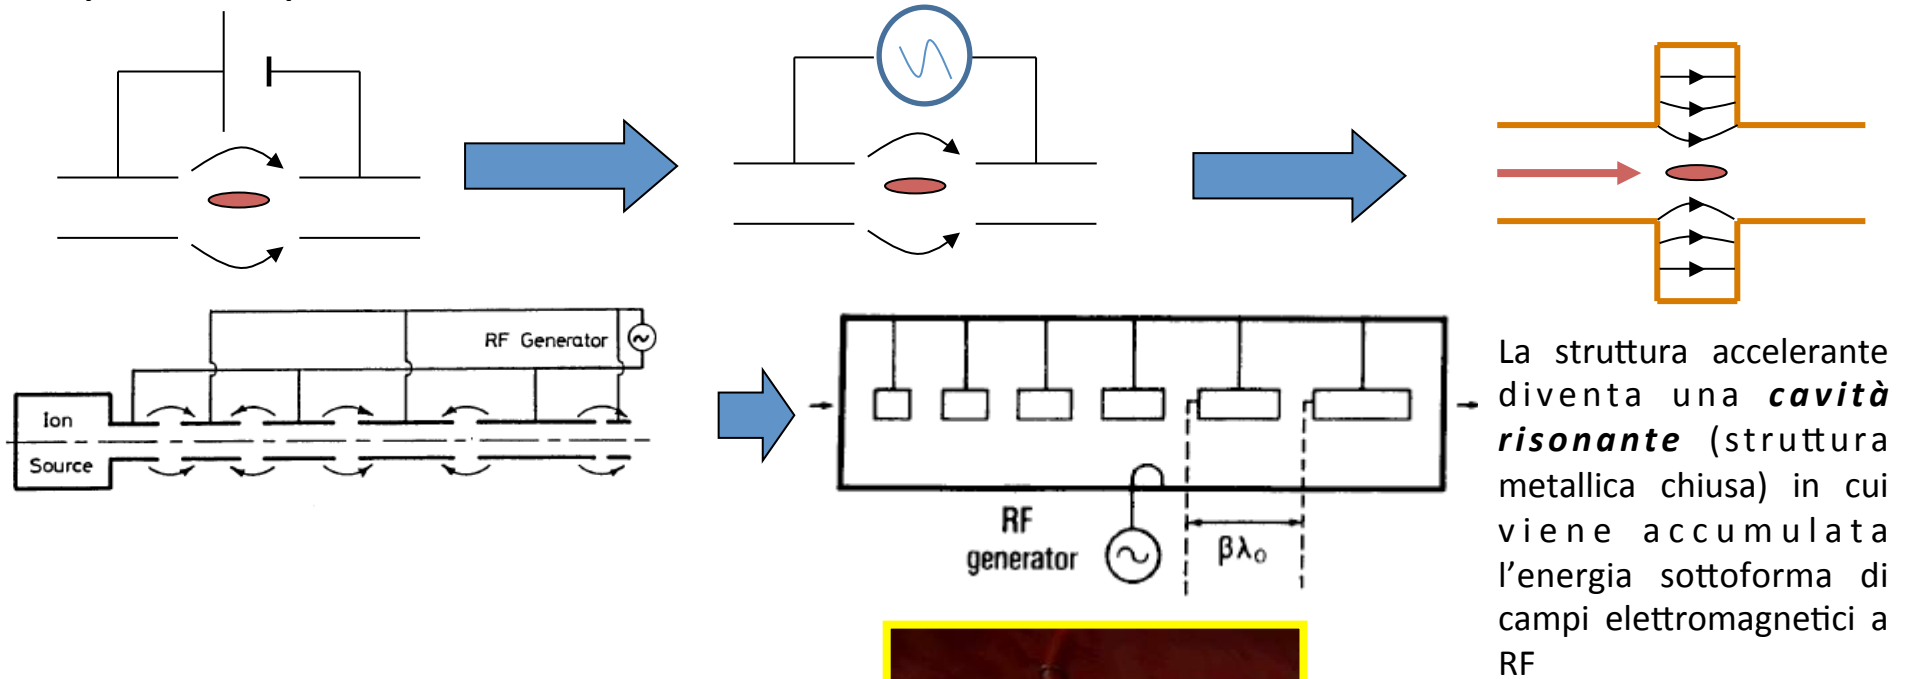 RF Generator
Ion
Source
RF
generator
βλ₀
La struttura accelerante
diventa una cavità
risonante (struttura
metallica chiusa) in cui
viene accumulata
l’energia sottoforma di
campi elettromagnetici a
RF